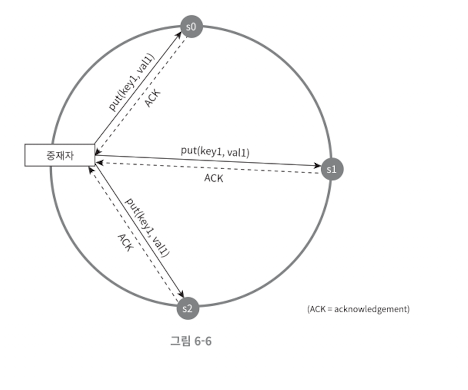 s0
put(key1, val1)
ACK
중재자
put(key1, val1)
s1
ACK
put(key1, val1)
ACK
s2
(ACK = acknowledgement)
그림 6-6